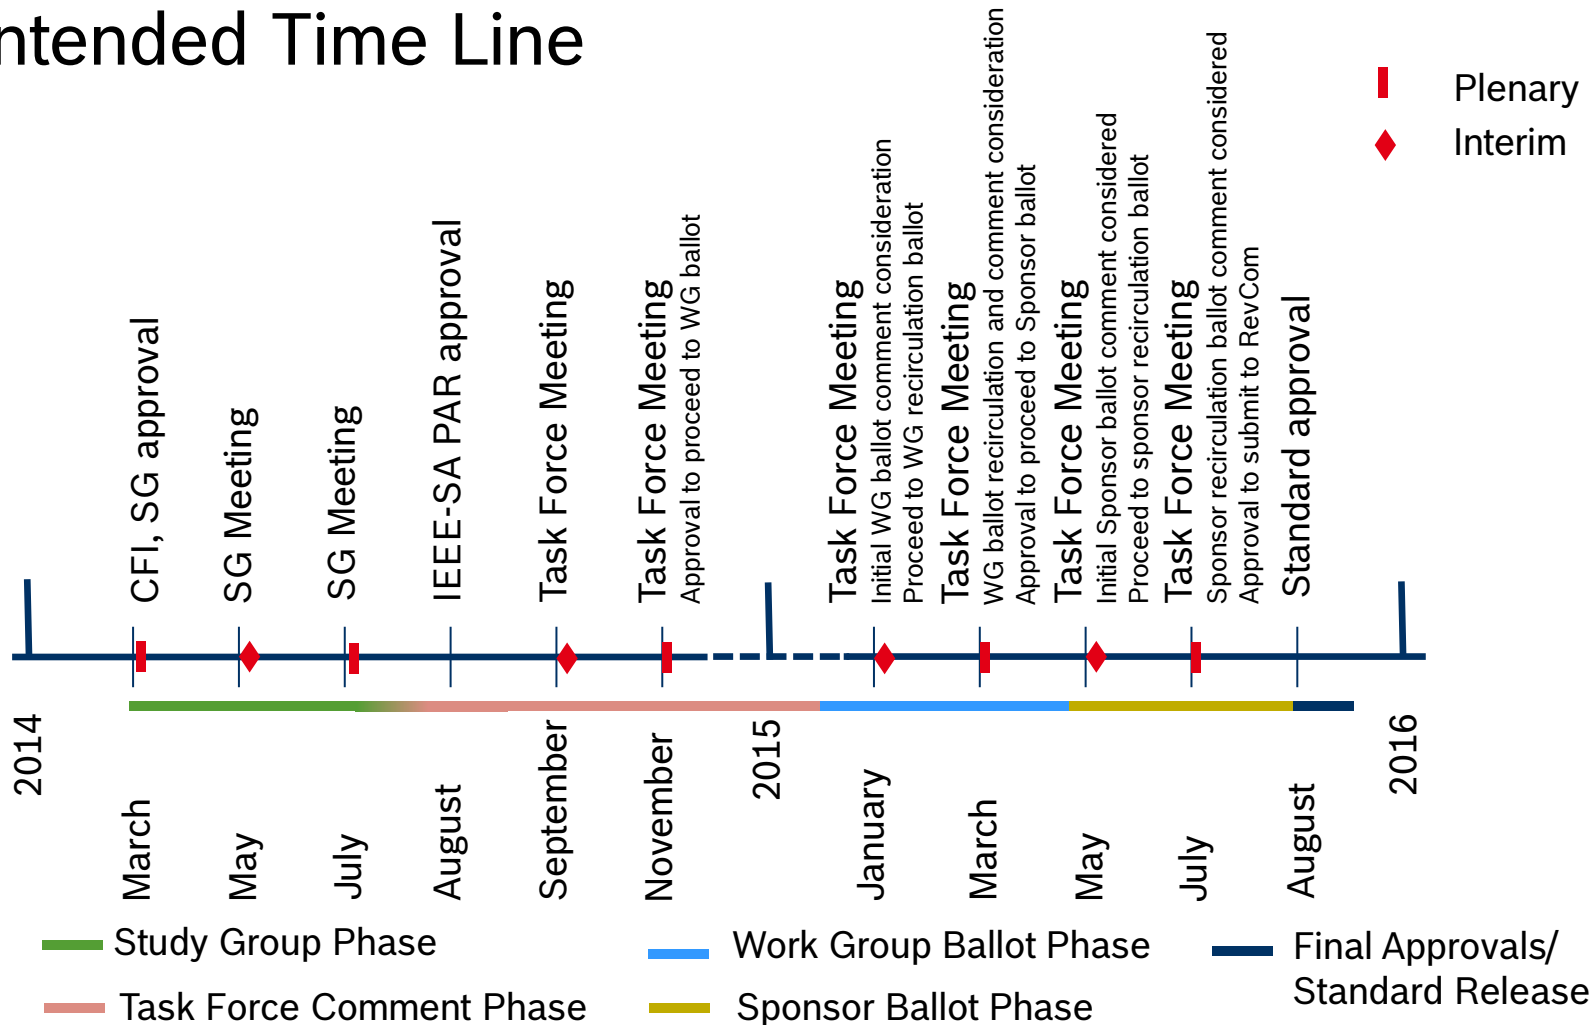 ntended Time Line
Plenary
Interim
CFI, SG approval
SG Meeting
SG Meeting
IEEE-SA PAR approval
Task Force Meeting
Task Force Meeting
Approval to proceed to WG ballot
Task Force Meeting
Initial WG ballot comment consideration
Proceed to WG recirculation ballot
Task Force Meeting
WG ballot recirculation and comment consideration
Approval to proceed to Sponsor ballot
Task Force Meeting
Initial Sponsor ballot comment considered
Proceed to sponsor recirculation ballot
Task Force Meeting
Sponsor recirculation ballot comment considered
Approval to submit to RevCom
Standard approval
2014
March
May
July
August
September
November
2015
January
March
May
July
August
2016
Study Group Phase
Task Force Comment Phase
Work Group Ballot Phase
Sponsor Ballot Phase
Final Approvals/
Standard Release